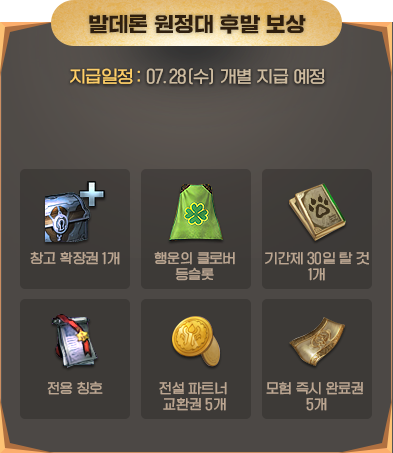 발데론 원정대 후발 보상
지급일정 : 07.28(수) 개별 지급 예정
창고 확장권 1개
행운의 클로버
등슬롯
기간제 30일 탈 것
1개
전용 칭호
전설 파트너
교환권 5개
모험 즉시 완료권
5개